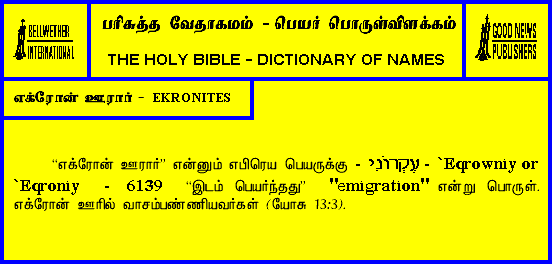 BELLWETHER
INTERNATIONAL
பரிசுத்த வேதாகமம் - பெயர் பொருள்விளக்கம்
THE HOLY BIBLE - DICTIONARY OF NAMES
GOOD NEWS
PUBLISHERS
எக்ரோன் ஊரார் - EKRONITES
“எக்ரோன் ஊரார்” என்னும் எபிரெய பெயருக்கு - עֶקְרוֹנִי - `Eqrowniy or
`Eqroniy - 6139 “இடம் பெயர்ந்தது” "emigration" என்று பொருள்.
எக்ரோன் ஊரில் வாசம்பண்ணியவர்கள் (யோசு 13:3).